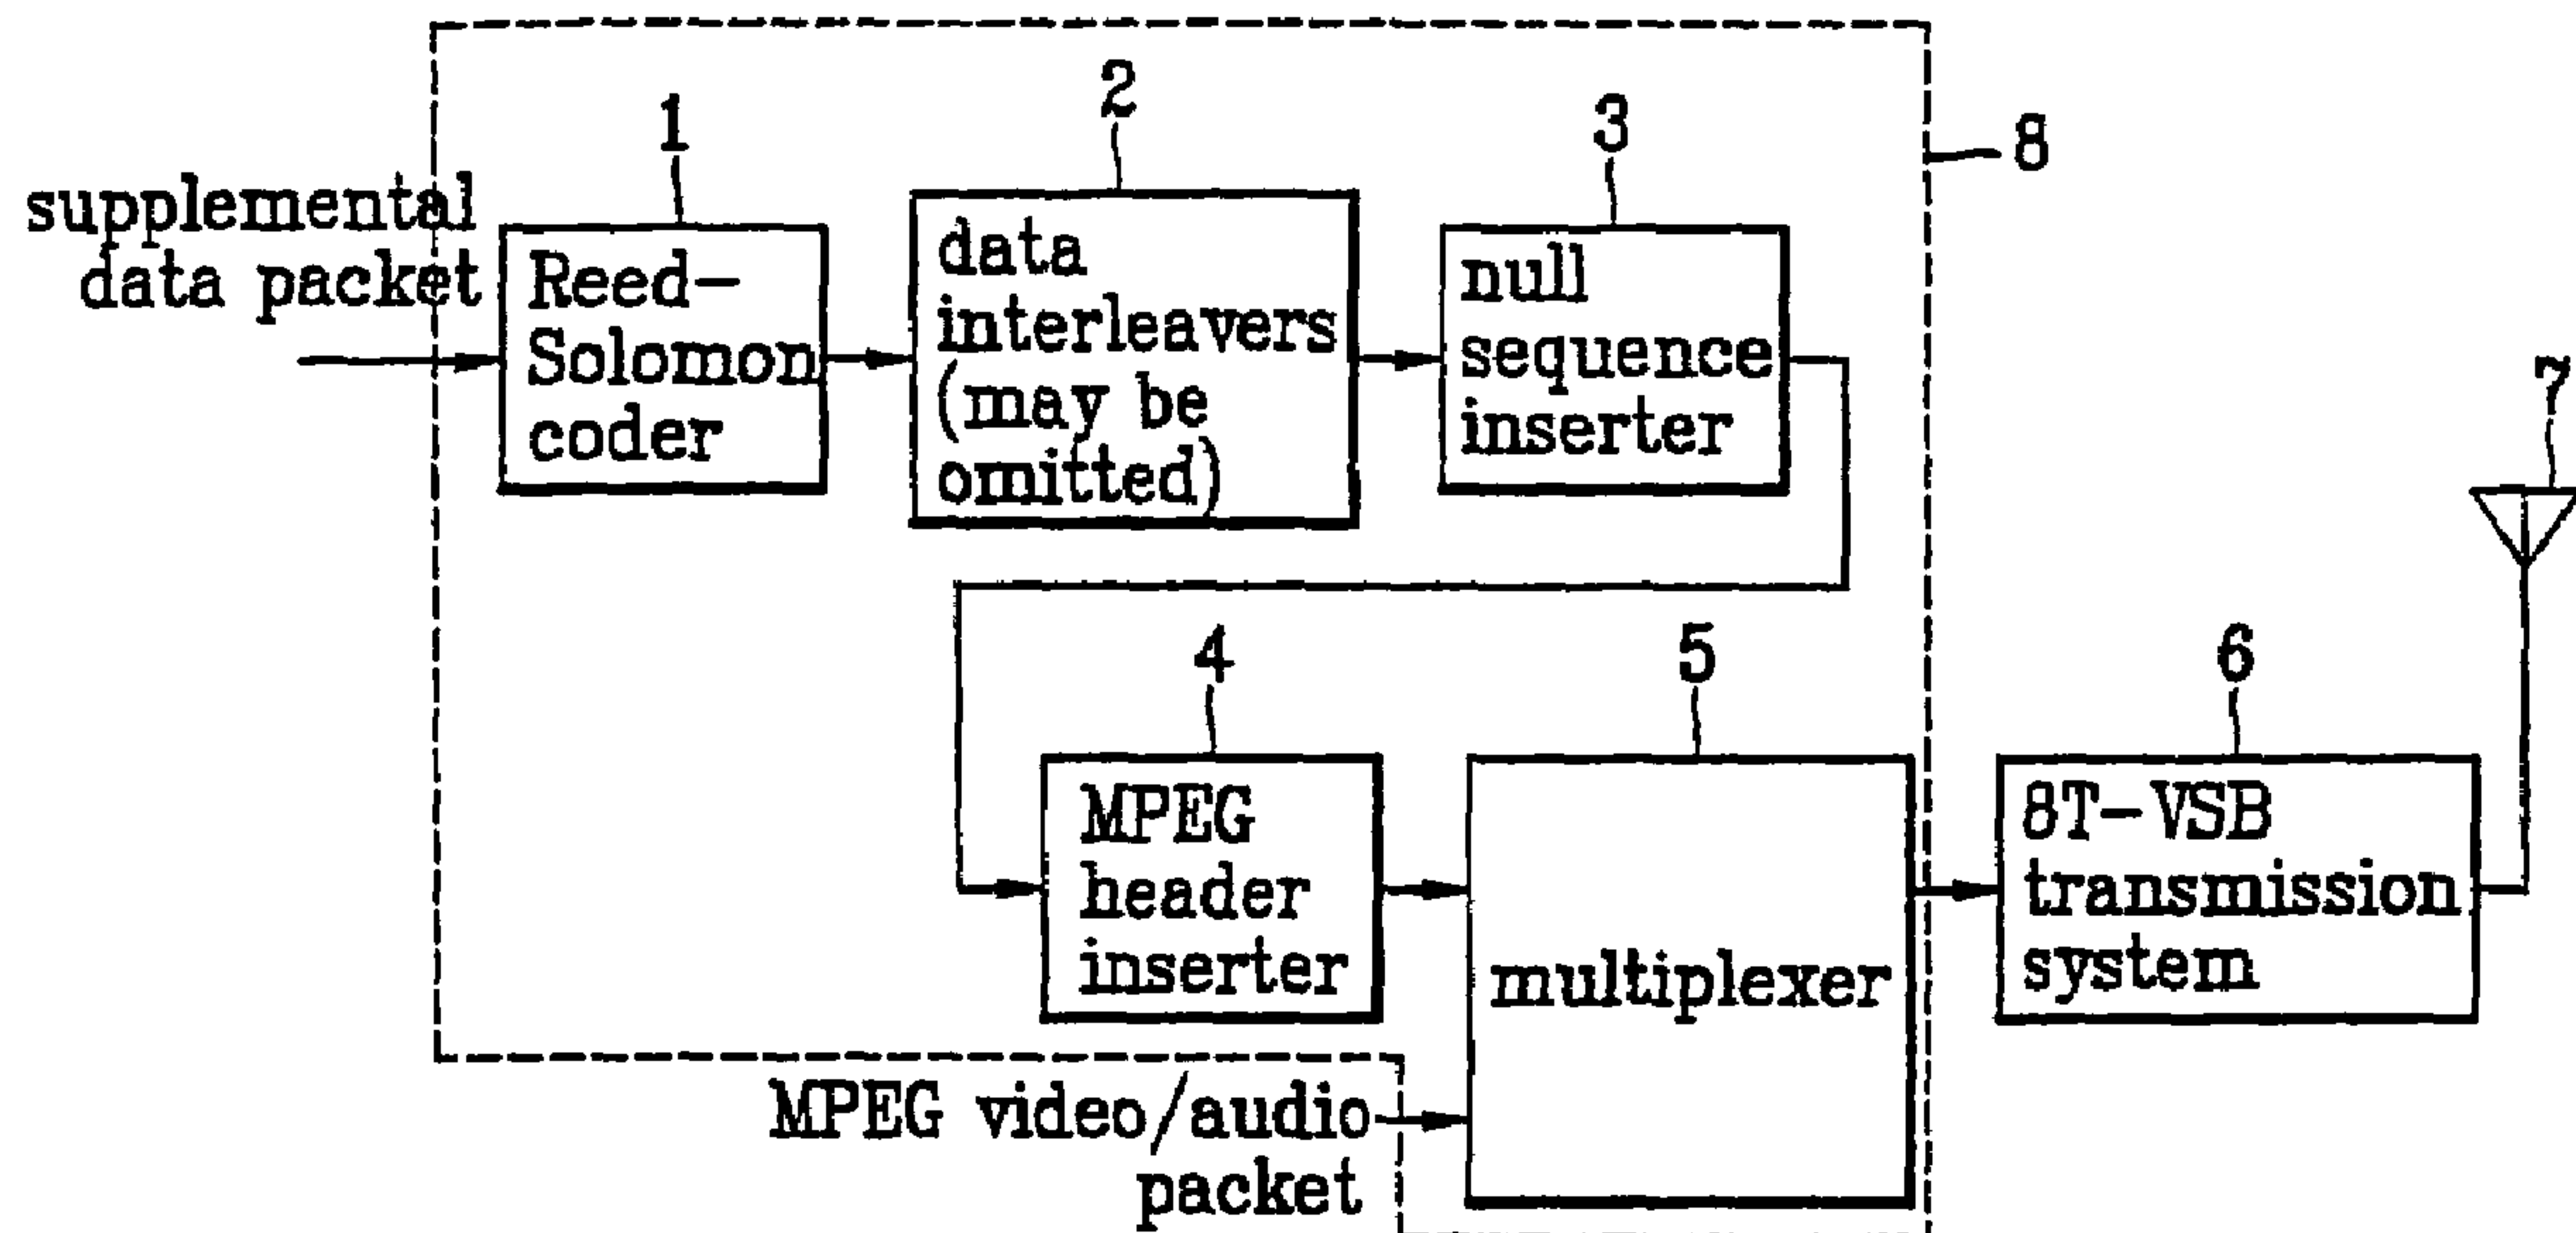 supplemental
data packet
1
Reed-
Solomon
coder
2
data
interleavers
(may be
omitted)
3
null
sequence
inserter
8
7
4
MPEG
header
inserter
5
multiplexer
6
8T-VSB
transmission
system
MPEG video/audio
packet